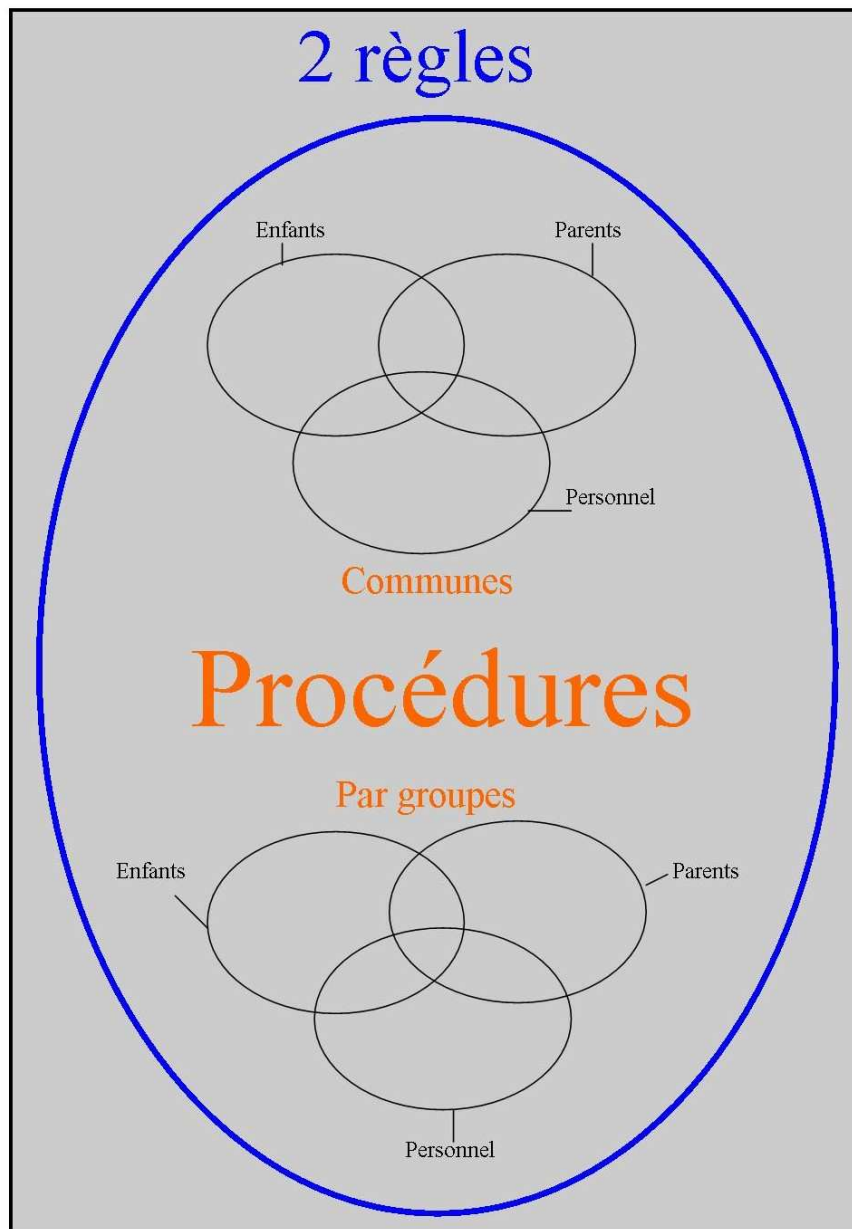 2 règles
Enfants
Parents
Personnel
Communes
Procédures
Par groupes
Enfants
Parents
Personnel